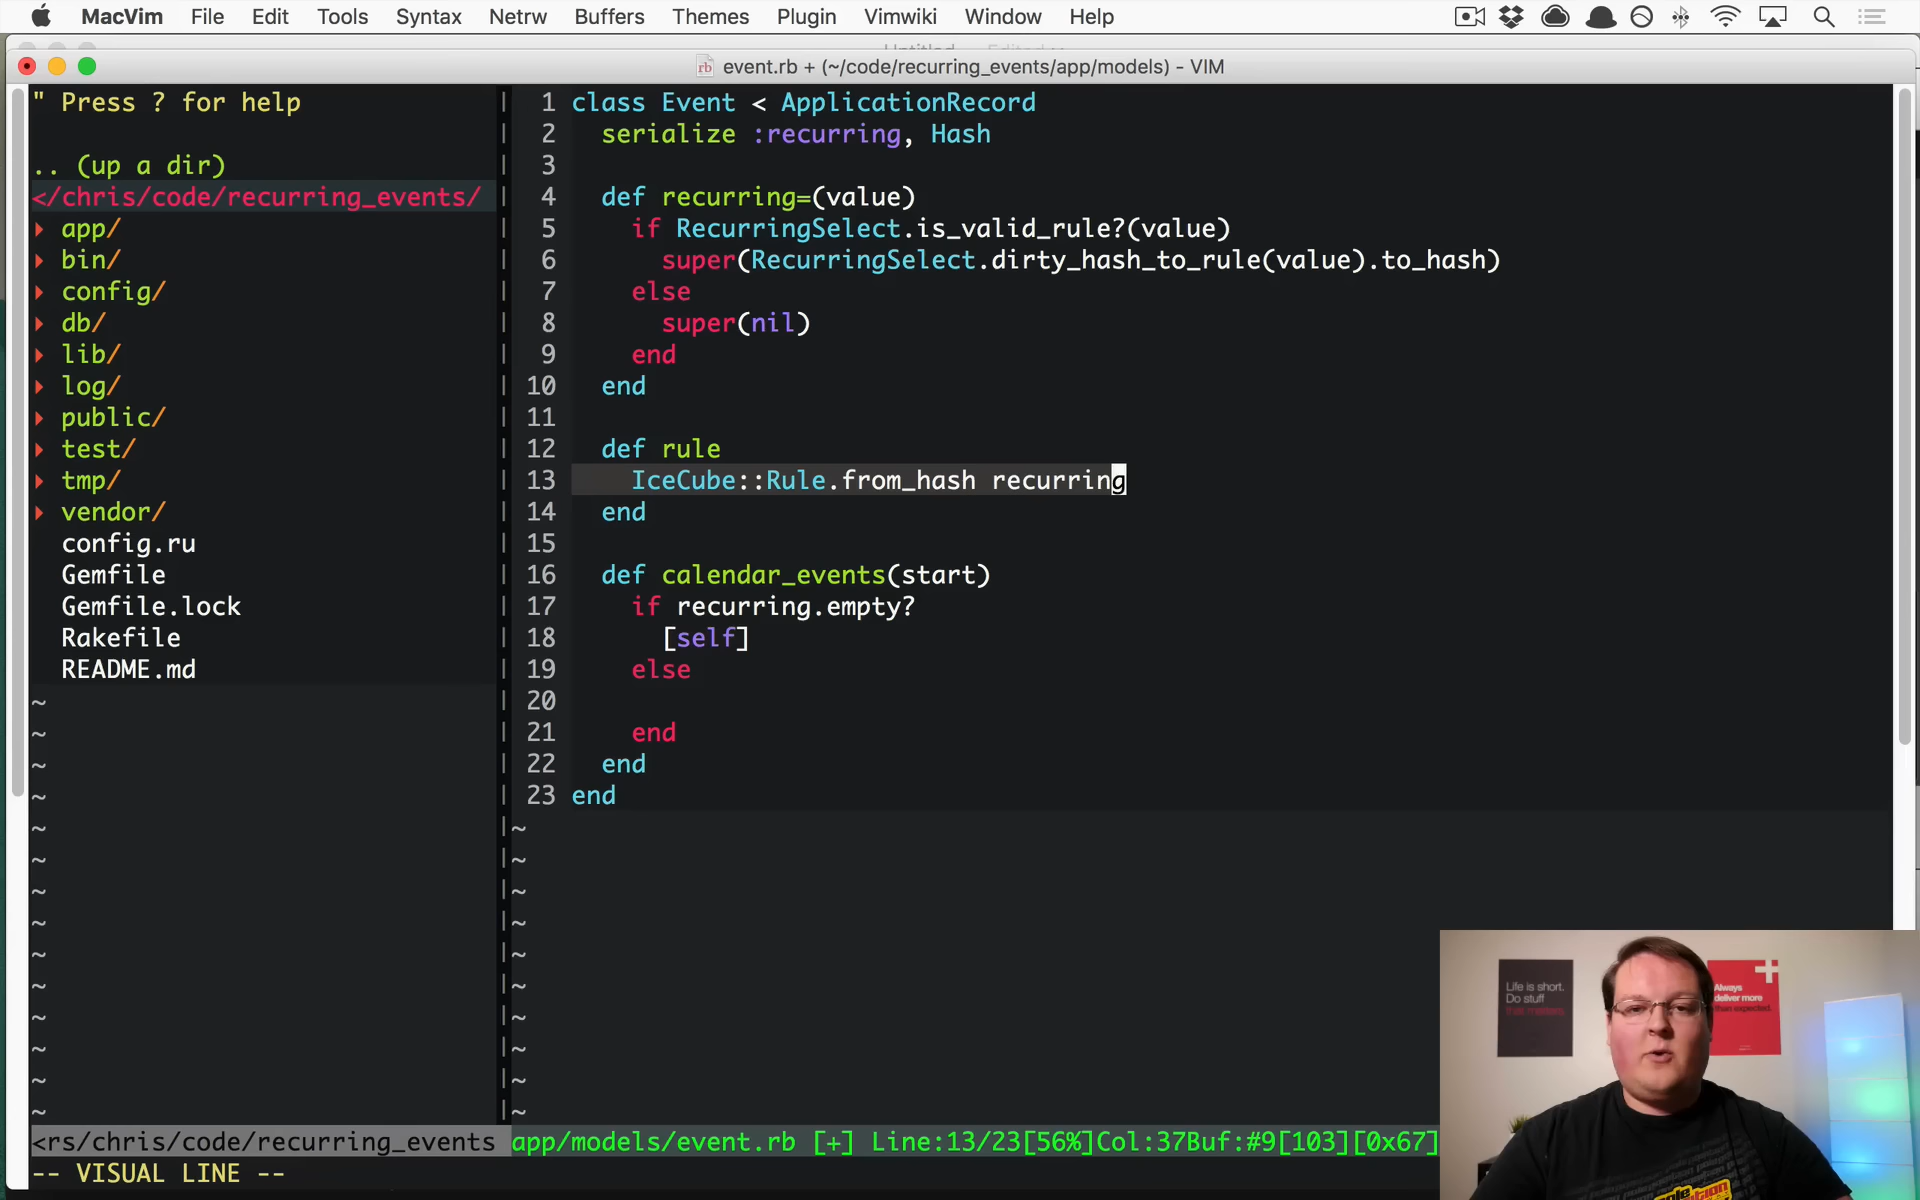 MacVim File Edit Tools Syntax Netrw Buffers Themes Plugin Vimwiki Window Help
event.rb + (~/code/recurring_events/app/models) - VIM
" Press ? for help
.. (up a dir)
</chris/code/recurring_events/
app/
bin/
config/
db/
lib/
log/
public/
test/
tmp/
vendor/
config.ru
Gemfile
Gemfile.lock
Rakefile
README.md
~
~
~
~
~
~
~
~
~
~
~
~
~
~
1 class Event < ApplicationRecord
2 serialize :recurring, Hash
3
4 def recurring=(value)
5 if RecurringSelect.is_valid_rule?(value)
6 super(RecurringSelect.dirty_hash_to_rule(value).to_hash)
7 else
8 super(nil)
9 end
10 end
11
12 def rule
13 IceCube::Rule.from_hash recurring
14 end
15
16 def calendar_events(start)
17 if recurring.empty?
18 [self]
19 else
20
21 end
22 end
23 end
~
~
~
~
~
~
~
~
~
~
<rs/chris/code/recurring_events app/models/event.rb [+] Line:13/23[56%]Col:37Buf:#9[103][0x67]
-- VISUAL LINE --
Life is short.
Do stuff
that matters.
Always
deliver more
than expected.